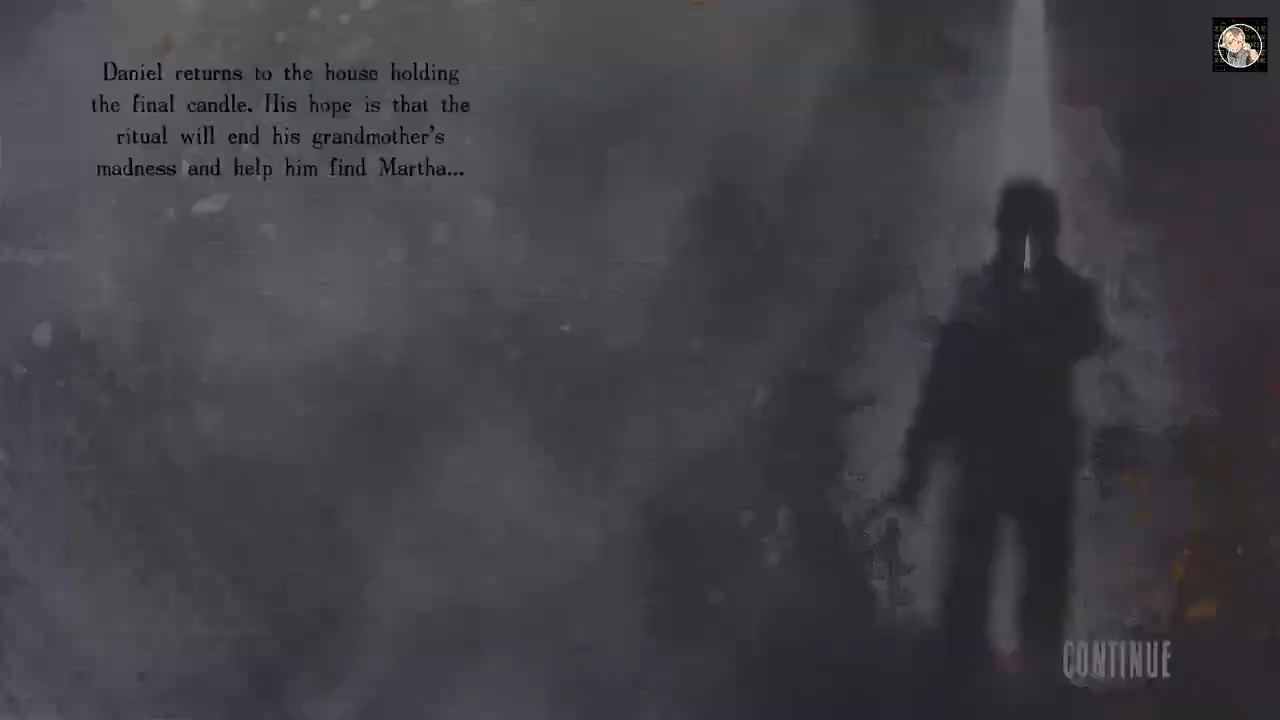 Daniel returns to the house holding
the final candle. His hope is that the
ritual will end his grandmother's
madness and help him find Martha...
CONTINUE